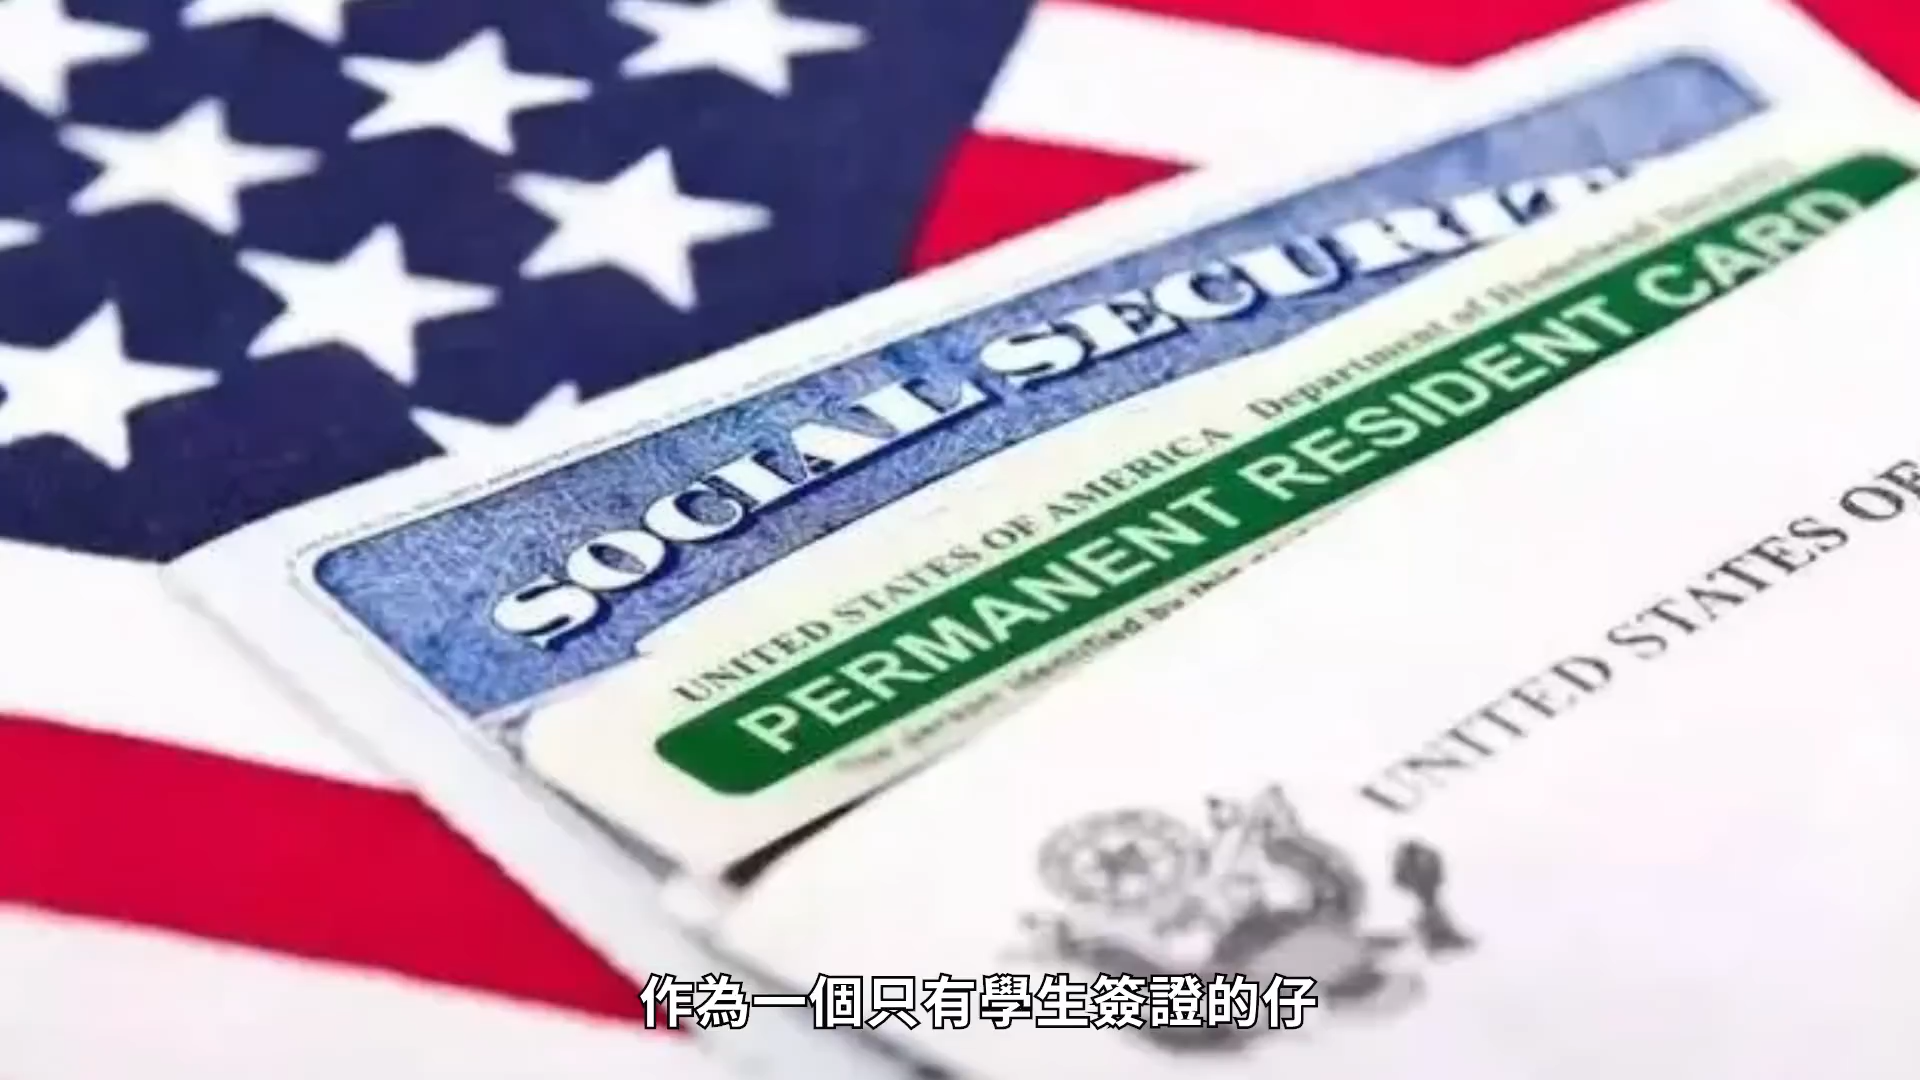 SOCIAL SECURITY
UNITED STATES OF AMERICA Department of Homeland Security
PERMANENT RESIDENT CARD
UNITED STATES OF
作為一個只有學生簽證的仔